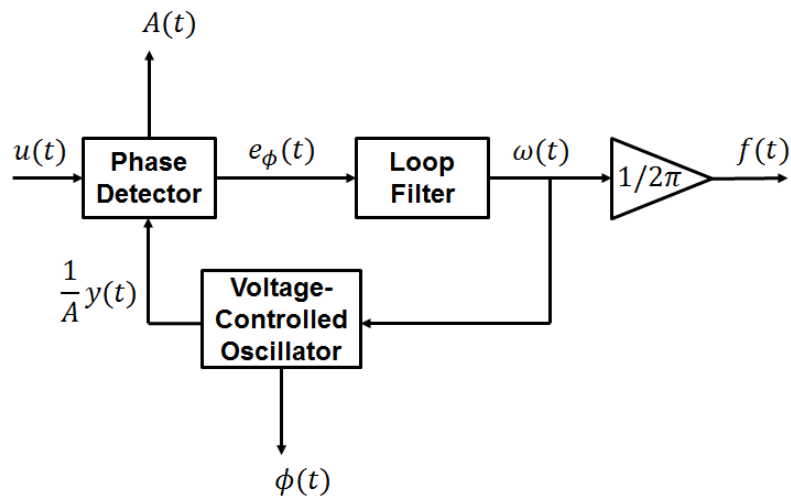 A(t)
u(t)
Phase
Detector
e_ϕ(t)
Loop
Filter
ω(t)
1/2π
f(t)
1/A y(t)
Voltage-
Controlled
Oscillator
ϕ(t)